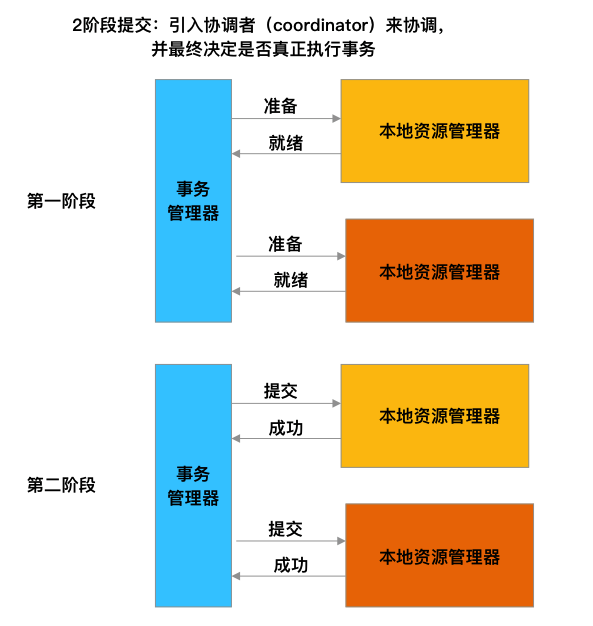 2阶段提交：引入协调者（coordinator）来协调，
并最终决定是否真正执行事务
准备
本地资源管理器
就绪
第一阶段
事务
管理器
准备
本地资源管理器
就绪
提交
本地资源管理器
成功
第二阶段
事务
管理器
提交
本地资源管理器
成功